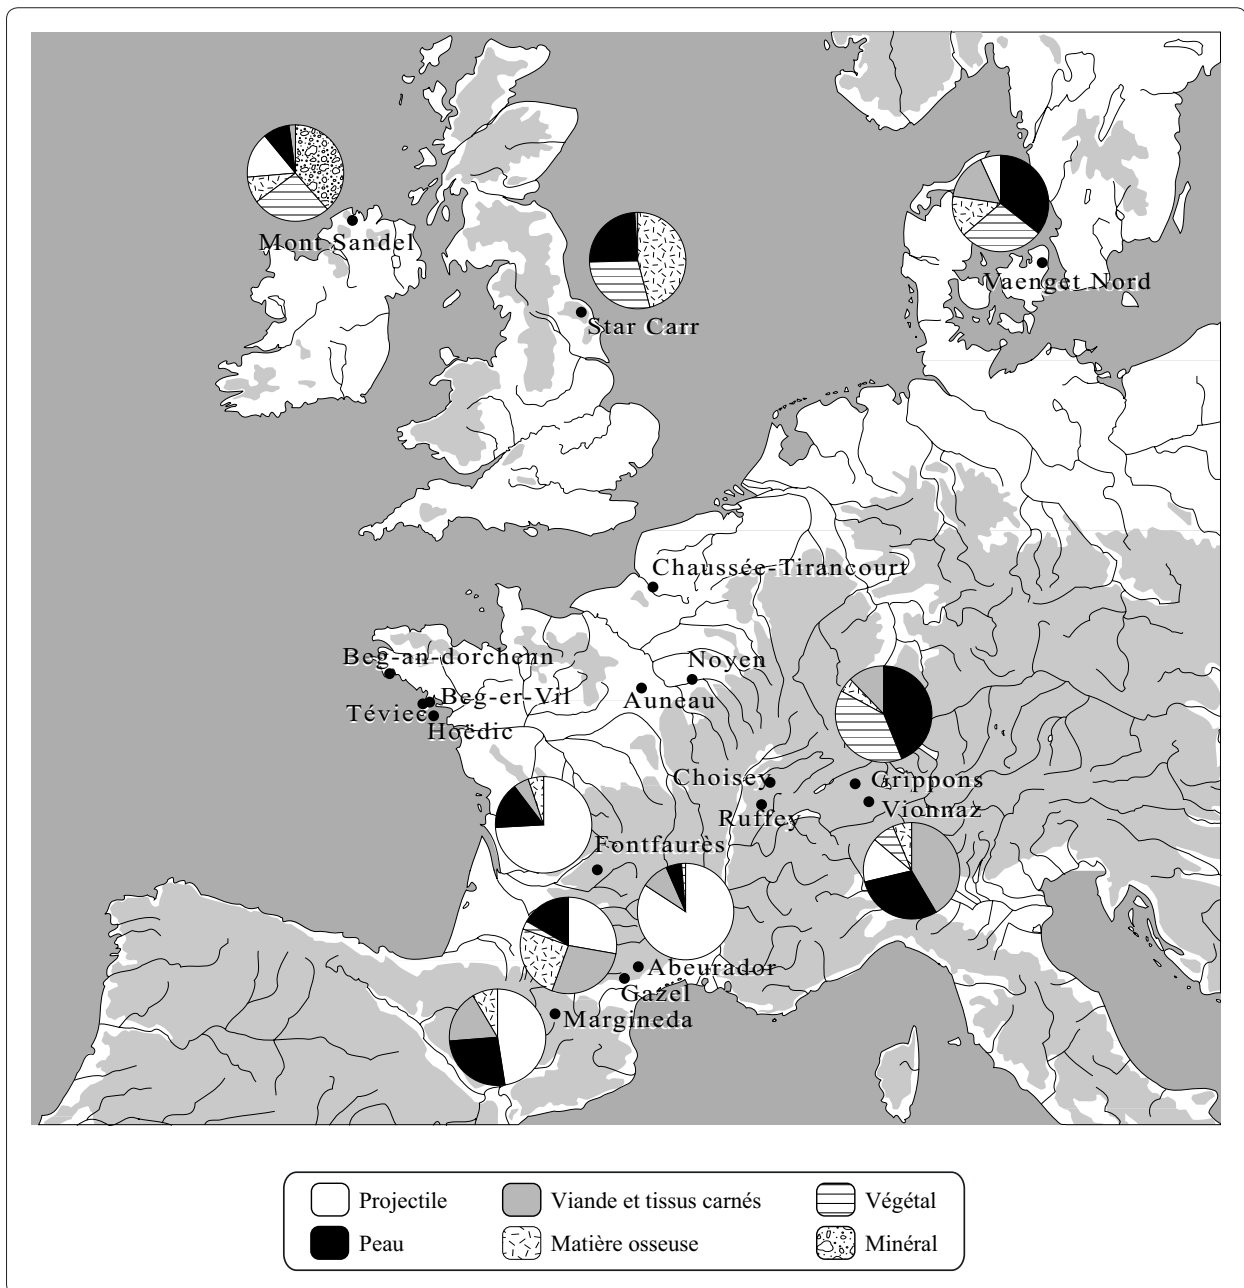 Mont Sandel
Vaenget Nord
Star Carr
Chaussée-Tirancourt
Beg-an-dorchenn
Noyen
Beg-er-Vil
Auneau
Téviec
Hoëdic
Choisey
Grippons
Vionnaz
Ruffey
Fontfaurès
Abeurador
Gazel
Margineda
Projectile
Viande et tissus carnés
Végétal
Peau
Matière osseuse
Minéral